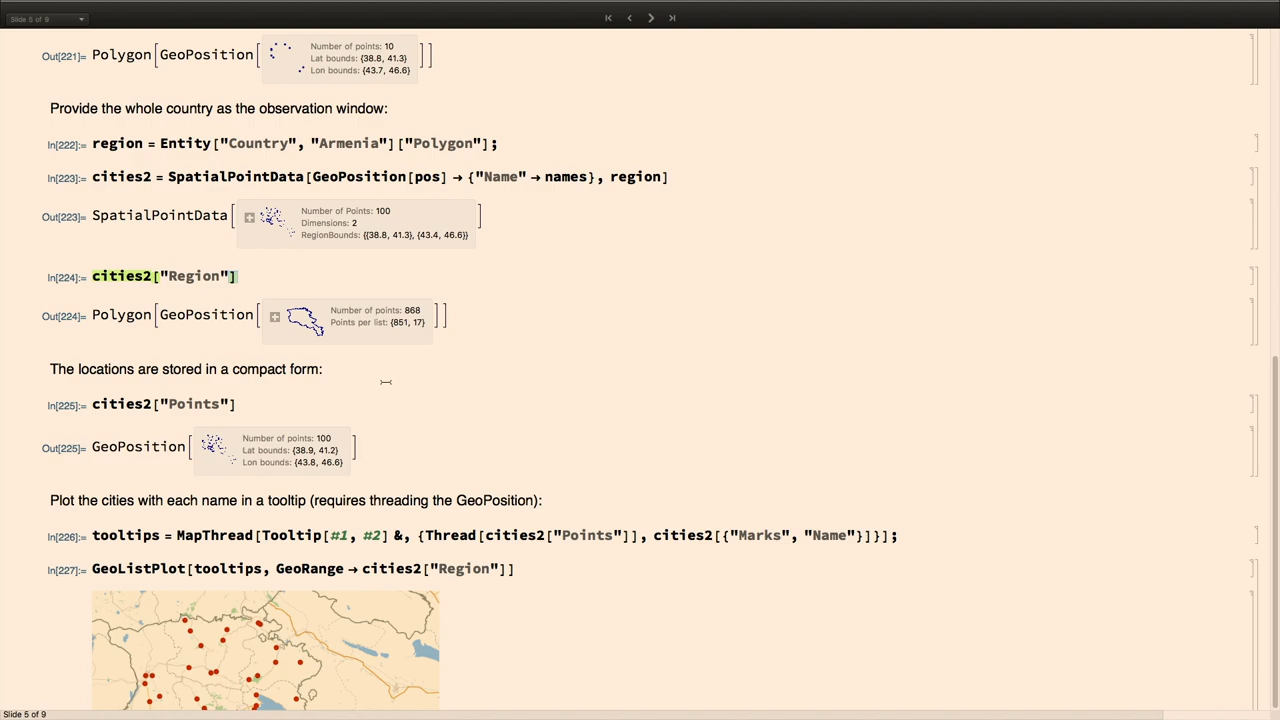 Slide 5 of 9
Out[221]= Polygon[GeoPosition[ Number of points: 10
Lat bounds: {38.8, 41.3}
Lon bounds: {43.7, 46.6} ]]
Provide the whole country as the observation window:
In[222]:= region = Entity["Country", "Armenia"]["Polygon"];
In[223]:= cities2 = SpatialPointData[GeoPosition[pos] → {"Name" → names}, region]
Out[223]= SpatialPointData[ Number of Points: 100
Dimensions: 2
RegionBounds: {{38.8, 41.3}, {43.4, 46.6}} ]
In[224]:= cities2["Region"]
Out[224]= Polygon[GeoPosition[ Number of points: 868
Points per list: {851, 17} ]]
The locations are stored in a compact form:
In[225]:= cities2["Points"]
Out[225]= GeoPosition[ Number of points: 100
Lat bounds: {38.9, 41.2}
Lon bounds: {43.8, 46.6} ]
Plot the cities with each name in a tooltip (requires threading the GeoPosition):
In[226]:= tooltips = MapThread[Tooltip[#1, #2] &, {Thread[cities2["Points"]], cities2[{"Marks", "Name"}]}];
In[227]:= GeoListPlot[tooltips, GeoRange → cities2["Region"]]
Slide 5 of 9